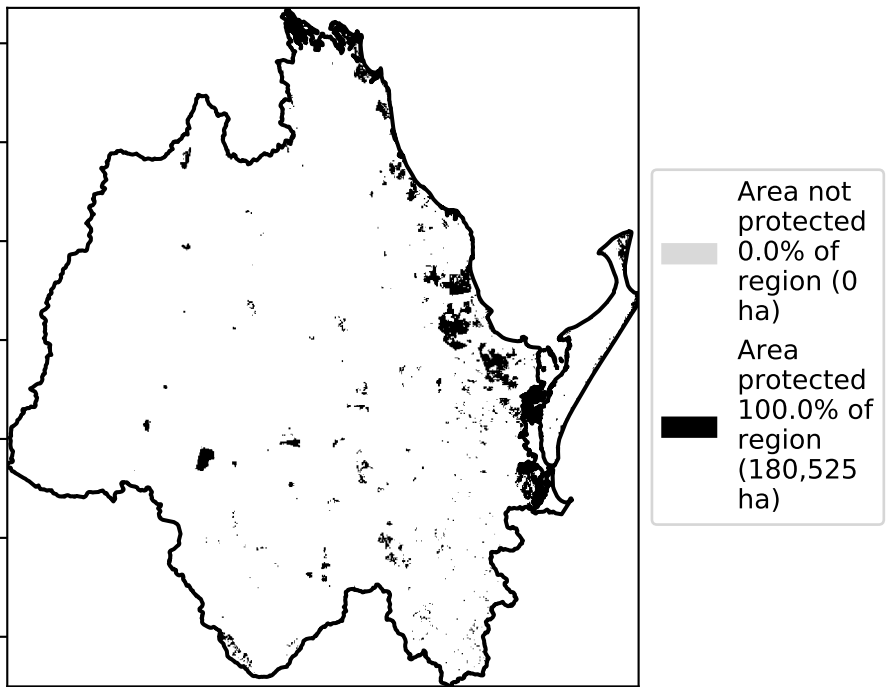 Area not
protected
0.0% of
region (0
ha)
Area
protected
100.0% of
region
(180,525
ha)